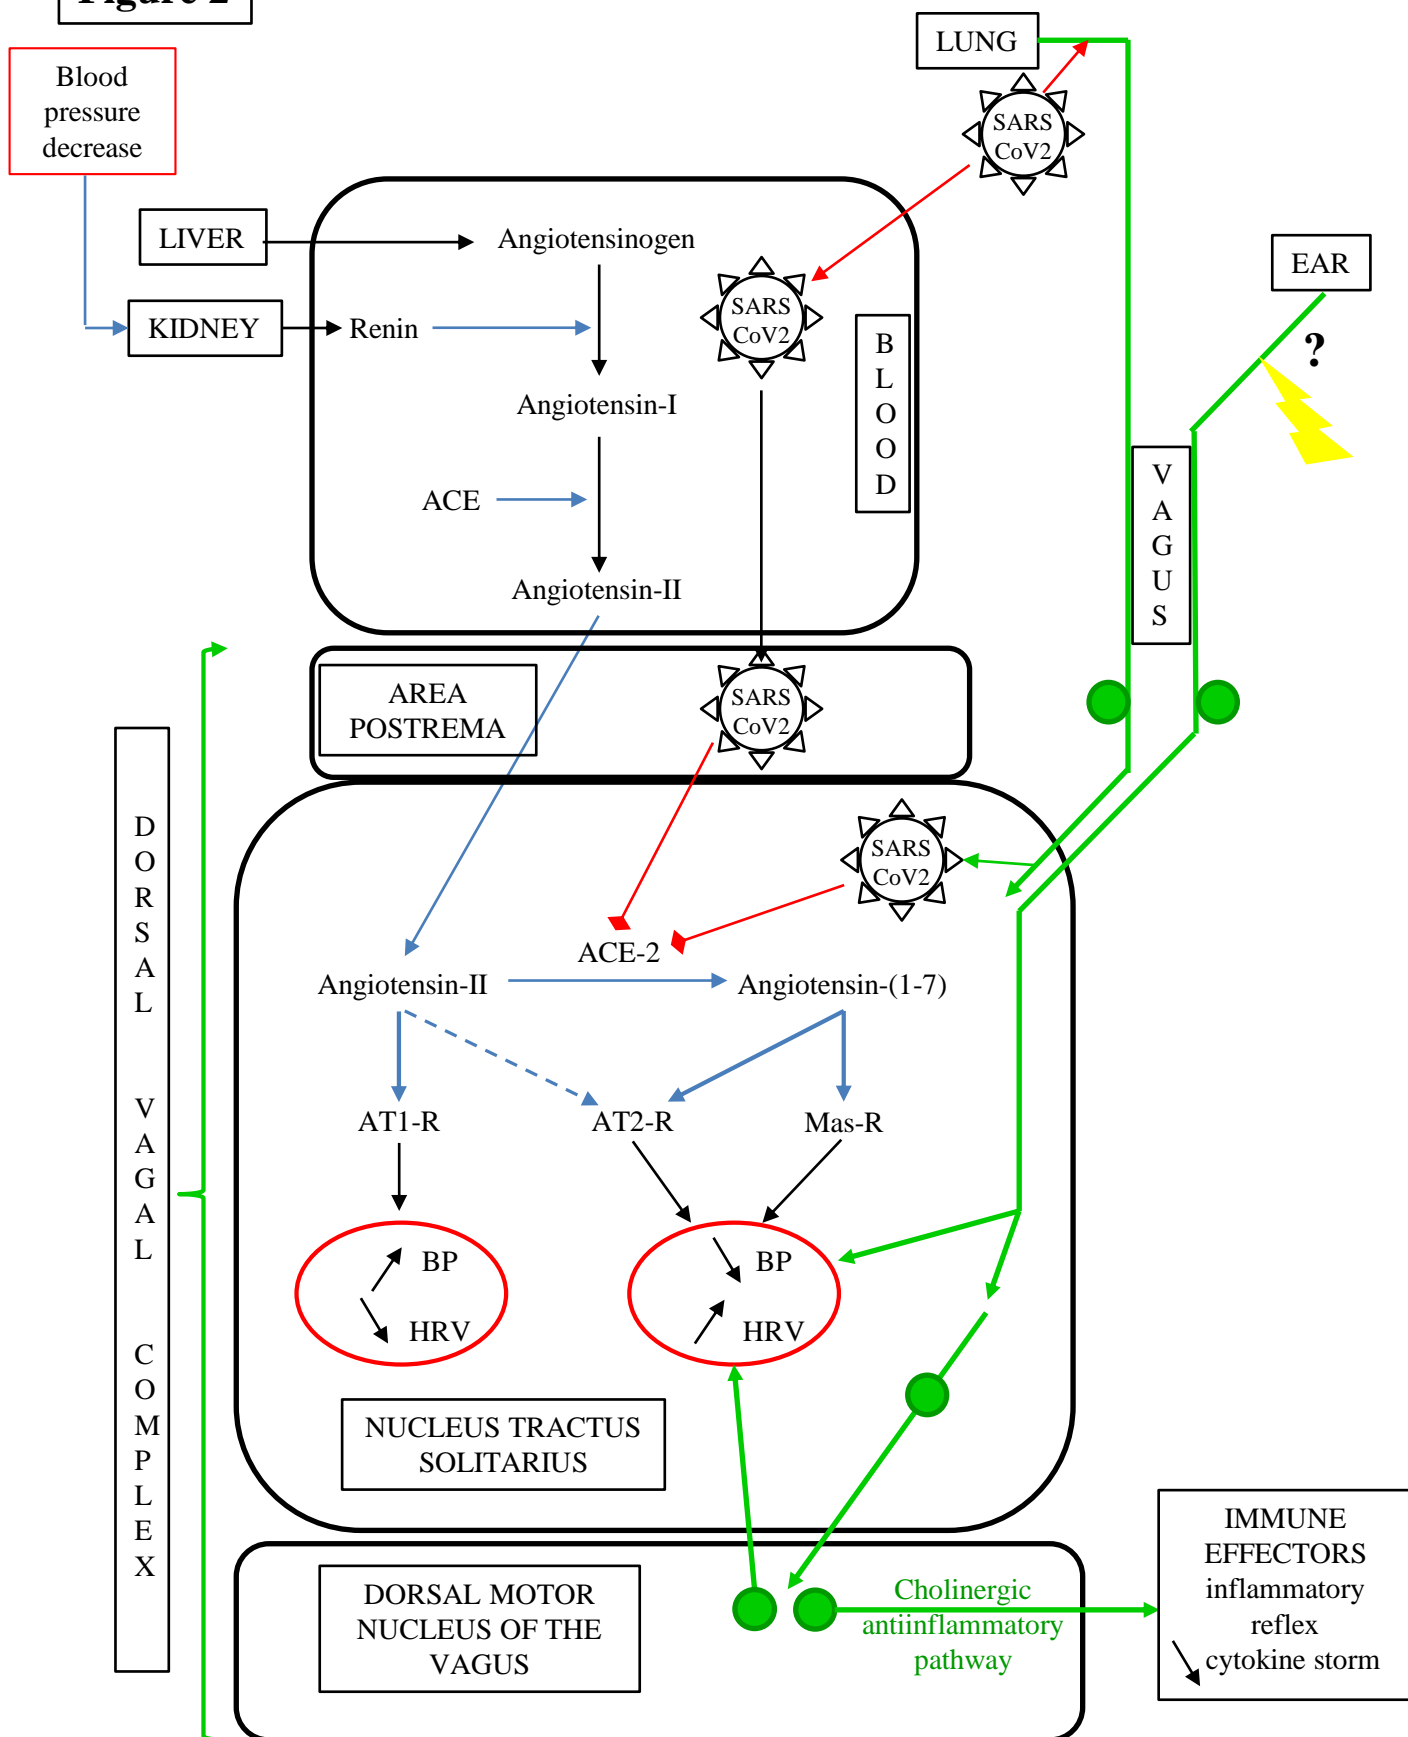 Figure 2
LUNG
Blood
pressure
decrease
SARS
CoV2
LIVER
Angiotensinogen
EAR
KIDNEY
Renin
SARS
CoV2
?
B
L
O
O
D
Angiotensin-I
ACE
V
A
G
U
S
Angiotensin-II
AREA
POSTREMA
SARS
CoV2
D
O
R
S
A
L
V
A
G
A
L
C
O
M
P
L
E
X
SARS
CoV2
ACE-2
Angiotensin-II
Angiotensin-(1-7)
AT1-R
AT2-R
Mas-R
BP
HRV
BP
HRV
NUCLEUS TRACTUS
SOLITARIUS
DORSAL MOTOR
NUCLEUS OF THE
VAGUS
Cholinergic
antiinflammatory
pathway
IMMUNE
EFFECTORS
inflammatory
reflex
cytokine storm